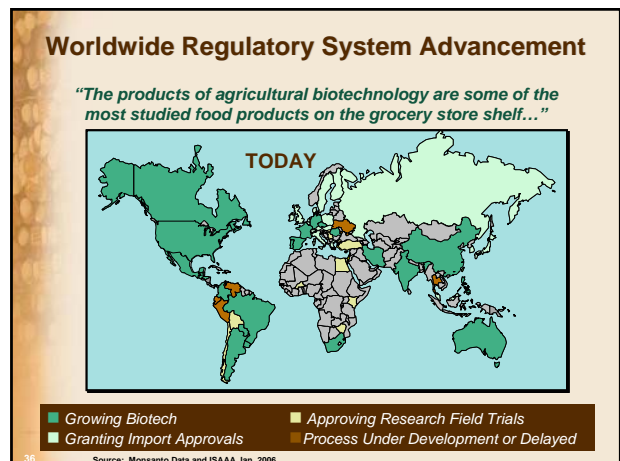 Worldwide Regulatory System Advancement
“The products of agricultural biotechnology are some of the
most studied food products on the grocery store shelf…”
TODAY
Growing Biotech
Approving Research Field Trials
Granting Import Approvals
Process Under Development or Delayed
36
Source: Monsanto Data and ISAAA Jan. 2006